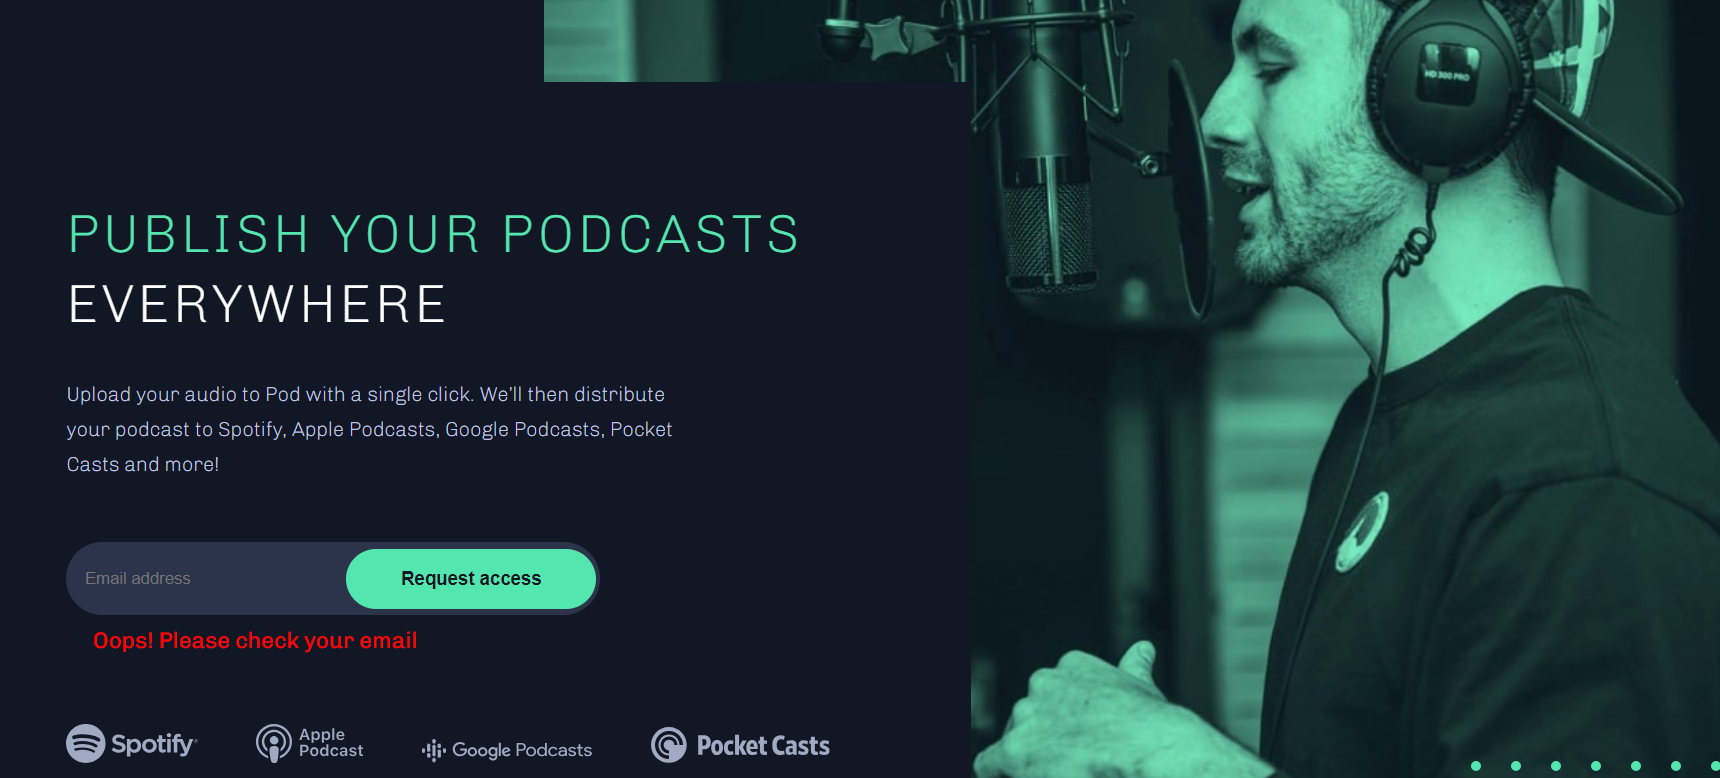 HD 300 PRO
PUBLISH YOUR PODCASTS
EVERYWHERE
Upload your audio to Pod with a single click. We'll then distribute
your podcast to Spotify, Apple Podcasts, Google Podcasts, Pocket
Casts and more!
Email address
Request access
Oops! Please check your email
Spotify
Apple
Podcast
Google Podcasts
Pocket Casts